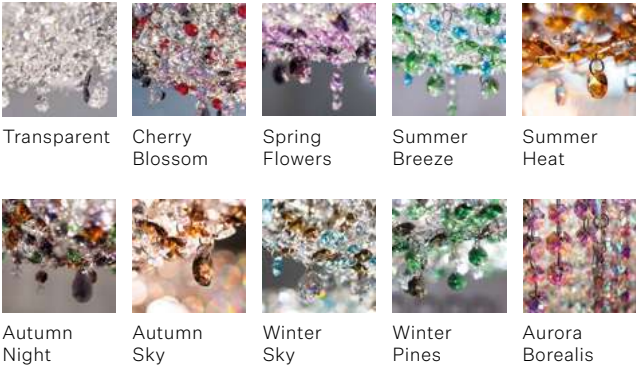 Transparent
Cherry
Blossom
Spring
Flowers
Summer
Breeze
Summer
Heat
Autumn
Night
Autumn
Sky
Winter
Sky
Winter
Pines
Aurora
Borealis